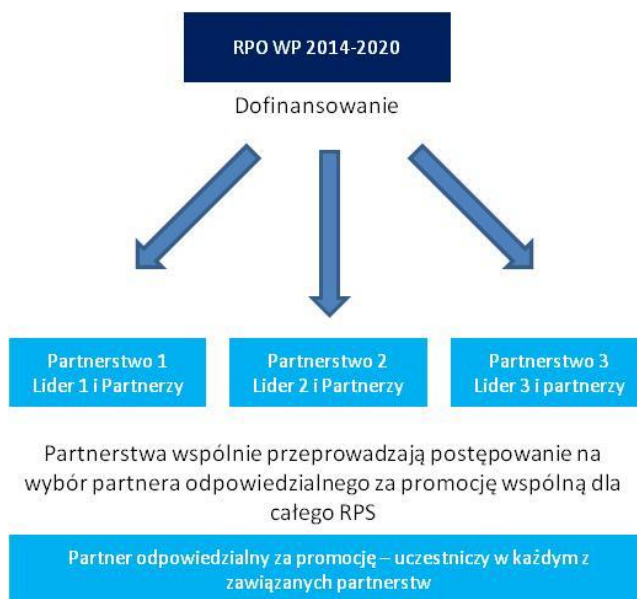 RPO WP 2014-2020
Dofinansowanie
Partnerstwo 1
Lider 1 i Partnerzy
Partnerstwo 2
Lider 2 i Partnerzy
Partnerstwo 3
Lider 3 i partnerzy
Partnerstwa wspólnie przeprowadzają postępowanie na
wybór partnera odpowiedzialnego za promocję wspólną dla
całego RPS
Partner odpowiedzialny za promocję – uczestniczy w każdym z
zawiązanych partnerstw